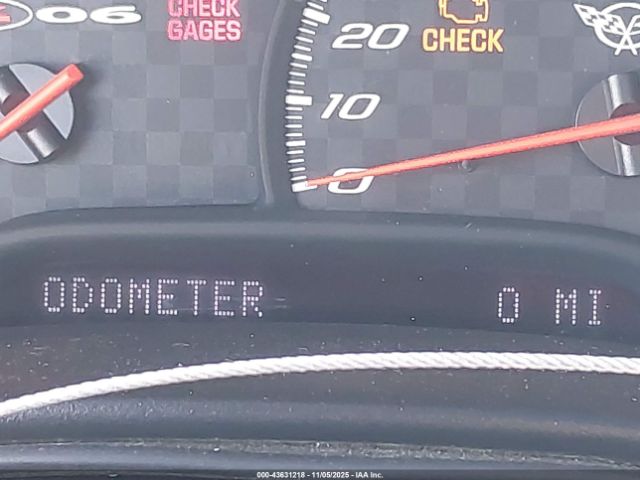 06
CHECK
GAGES
20
CHECK
10
0
ODOMETER 0 MI
000-43631218 - 11/05/2025 - IAA Inc.